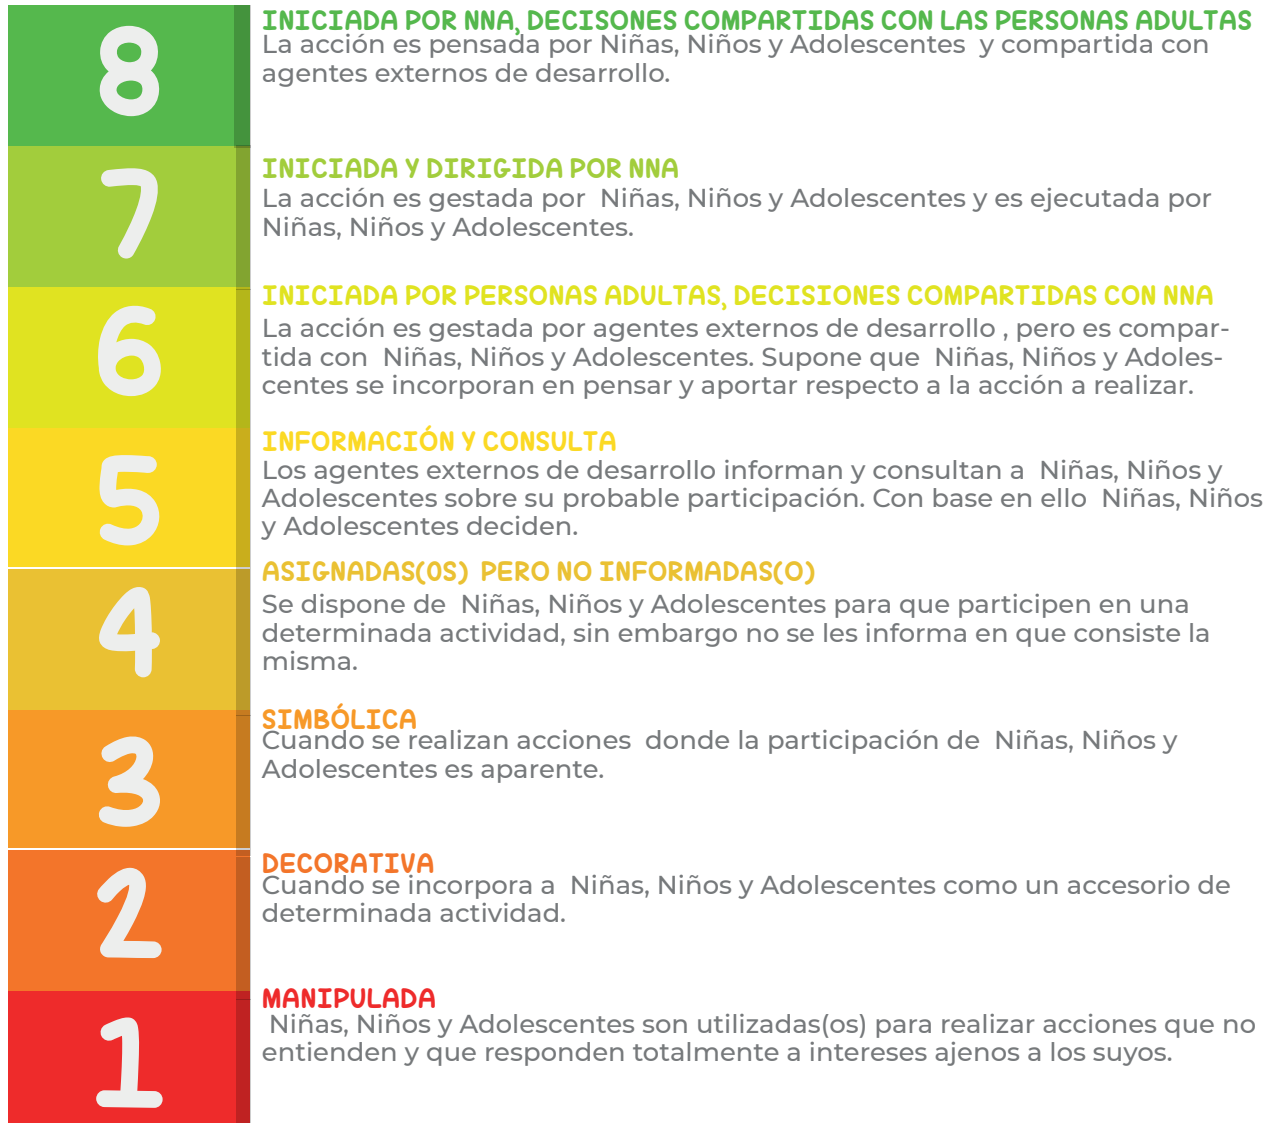 8
INICIADA POR NNA, DECISONES COMPARTIDAS CON LAS PERSONAS ADULTAS
La acción es pensada por Niñas, Niños y Adolescentes y compartida con
agentes externos de desarrollo.
7
INICIADA Y DIRIGIDA POR NNA
La acción es gestada por Niñas, Niños y Adolescentes y es ejecutada por
Niñas, Niños y Adolescentes.
6
INICIADA POR PERSONAS ADULTAS, DECISIONES COMPARTIDAS CON NNA
La acción es gestada por agentes externos de desarrollo , pero es compar-
tida con Niñas, Niños y Adolescentes. Supone que Niñas, Niños y Adoles-
centes se incorporan en pensar y aportar respecto a la acción a realizar.
5
INFORMACIÓN Y CONSULTA
Los agentes externos de desarrollo informan y consultan a Niñas, Niños y
Adolescentes sobre su probable participación. Con base en ello Niñas, Niños
y Adolescentes deciden.
4
ASIGNADAS(OS) PERO NO INFORMADAS(O)
Se dispone de Niñas, Niños y Adolescentes para que participen en una
determinada actividad, sin embargo no se les informa en que consiste la
misma.
3
SIMBÓLICA
Cuando se realizan acciones donde la participación de Niñas, Niños y
Adolescentes es aparente.
2
DECORATIVA
Cuando se incorpora a Niñas, Niños y Adolescentes como un accesorio de
determinada actividad.
1
MANIPULADA
Niñas, Niños y Adolescentes son utilizadas(os) para realizar acciones que no
entienden y que responden totalmente a intereses ajenos a los suyos.